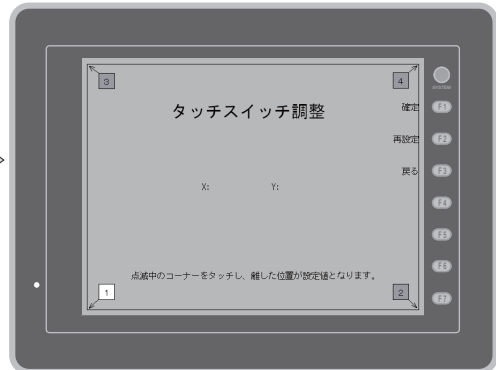 3
4
SYSTEM
タッチスイッチ調整
確定 F1
再設定 F2
戻る F3
X: Y:
F4
F5
F6
点滅中のコーナーをタッチし、離した位置が設定値となります。
1
2
F7